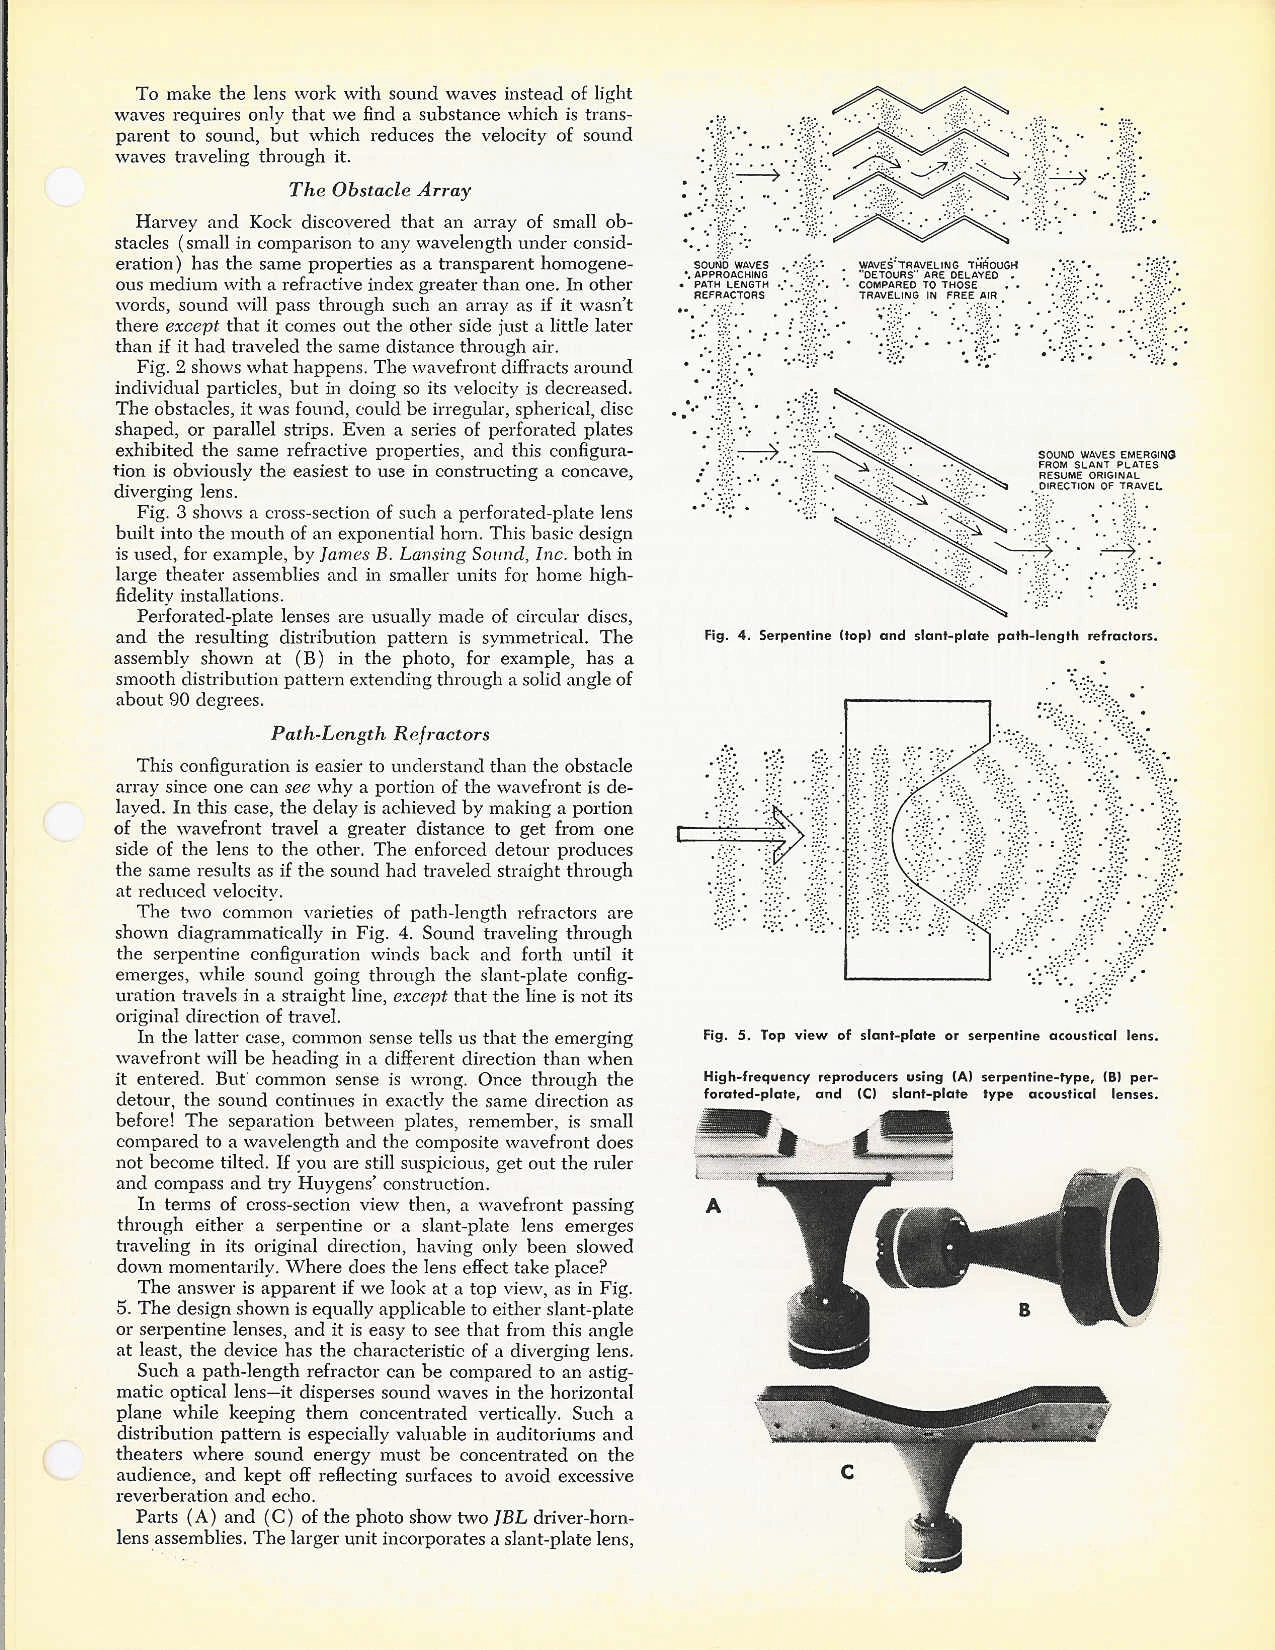 To make the lens work with sound waves instead of light
waves requires only that we find a substance which is trans-
parent to sound, but which reduces the velocity of sound
waves traveling through it.
The Obstacle Array
Harvey and Kock discovered that an array of small ob-
stacles (small in comparison to any wavelength under consid-
eration) has the same properties as a transparent homogene-
ous medium with a refractive index greater than one. In other
words, sound will pass through such an array as if it wasn't
there except that it comes out the other side just a little later
than if it had traveled the same distance through air.
Fig. 2 shows what happens. The wavefront diffracts around
individual particles, but in doing so its velocity is decreased.
The obstacles, it was found, could be irregular, spherical, disc
shaped, or parallel strips. Even a series of perforated plates
exhibited the same refractive properties, and this configura-
tion is obviously the easiest to use in constructing a concave,
diverging lens.
Fig. 3 shows a cross-section of such a perforated-plate lens
built into the mouth of an exponential horn. This basic design
is used, for example, by James B. Lansing Sound, Inc. both in
large theater assemblies and in smaller units for home high-
fidelity installations.
Perforated-plate lenses are usually made of circular discs,
and the resulting distribution pattern is symmetrical. The
assembly shown at (B) in the photo, for example, has a
smooth distribution pattern extending through a solid angle of
about 90 degrees.
Path-Length Refractors
This configuration is easier to understand than the obstacle
array since one can see why a portion of the wavefront is de-
layed. In this case, the delay is achieved by making a portion
of the wavefront travel a greater distance to get from one
side of the lens to the other. The enforced detour produces
the same results as if the sound had traveled straight through
at reduced velocity.
The two common varieties of path-length refractors are
shown diagrammatically in Fig. 4. Sound traveling through
the serpentine configuration winds back and forth until it
emerges, while sound going through the slant-plate config-
uration travels in a straight line, except that the line is not its
original direction of travel.
In the latter case, common sense tells us that the emerging
wavefront will be heading in a different direction than when
it entered. But common sense is wrong. Once through the
detour, the sound continues in exactly the same direction as
before! The separation between plates, remember, is small
compared to a wavelength and the composite wavefront does
not become tilted. If you are still suspicious, get out the ruler
and compass and try Huygens' construction.
In terms of cross-section view then, a wavefront passing
through either a serpentine or a slant-plate lens emerges
traveling in its original direction, having only been slowed
down momentarily. Where does the lens effect take place?
The answer is apparent if we look at a top view, as in Fig.
5. The design shown is equally applicable to either slant-plate
or serpentine lenses, and it is easy to see that from this angle
at least, the device has the characteristic of a diverging lens.
Such a path-length refractor can be compared to an astig-
matic optical lens—it disperses sound waves in the horizontal
plane while keeping them concentrated vertically. Such a
distribution pattern is especially valuable in auditoriums and
theaters where sound energy must be concentrated on the
audience, and kept off reflecting surfaces to avoid excessive
reverberation and echo.
Parts (A) and (C) of the photo show two JBL driver-horn-
lens assemblies. The larger unit incorporates a slant-plate lens,
SOUND WAVES
APPROACHING
PATH LENGTH
REFRACTORS
WAVES TRAVELING THROUGH
"DETOURS" ARE DELAYED
COMPARED TO THOSE
TRAVELING IN FREE AIR
SOUND WAVES EMERGING
FROM SLANT PLATES
RESUME ORIGINAL
DIRECTION OF TRAVEL
Fig. 4. Serpentine (top) and slant-plate path-length refractors.
Fig. 5. Top view of slant-plate or serpentine acoustical lens.
High-frequency reproducers using (A) serpentine-type, (B) per-
forated-plate, and (C) slant-plate type acoustical lenses.
A
B
C